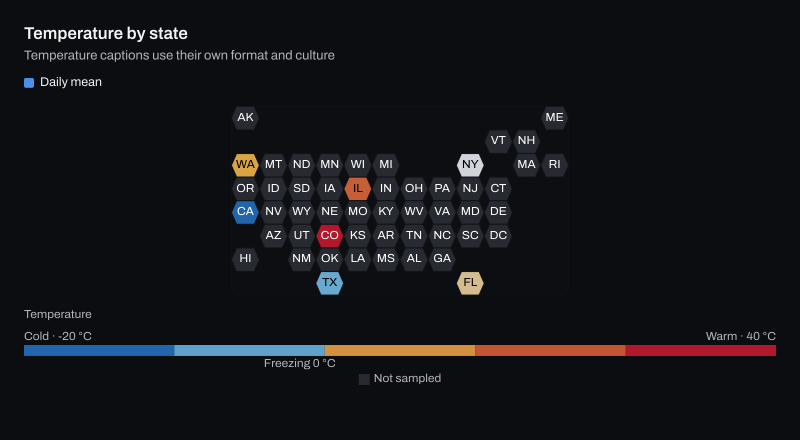 Temperature by state
Temperature captions use their own format and culture
Daily mean
AK ME
VT NH
WA MT ND MN WI MI NY MA RI
OR ID SD IA IL IN OH PA NJ CT
CA NV WY NE MO KY WV VA MD DE
AZ UT CO KS AR TN NC SC DC
HI NM OK LA MS AL GA
TX FL
Temperature
Cold · -20 °C Warm · 40 °C
Freezing 0 °C
Not sampled